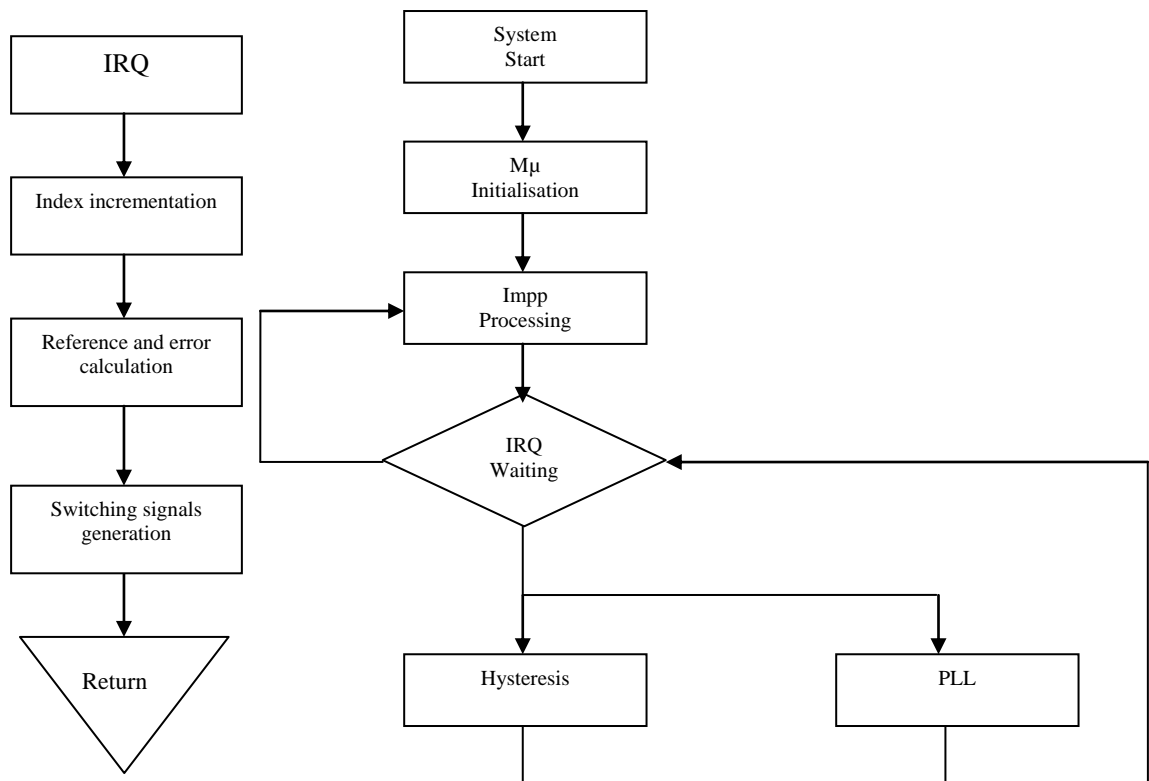 IRQ
Index incrementation
Reference and error
calculation
Switching signals
generation
Return
System
Start
Mµ
Initialisation
Impp
Processing
IRQ
Waiting
Hysteresis
PLL